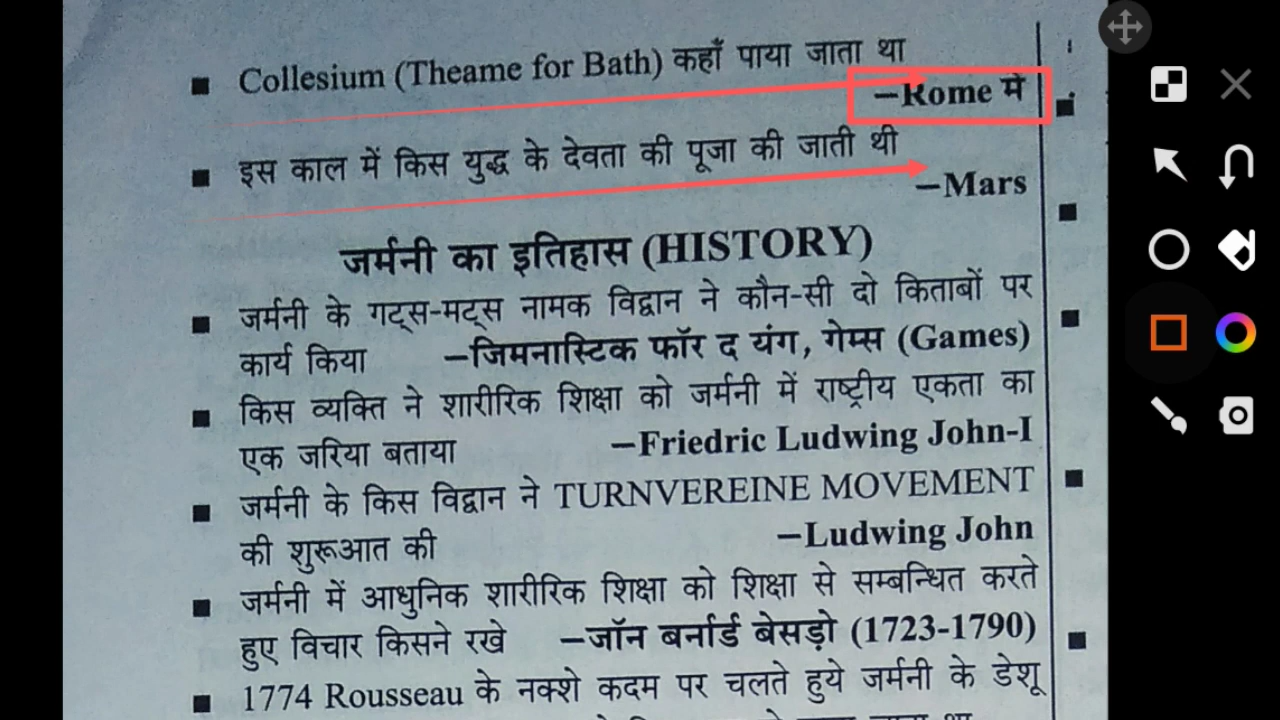 ■ Collesium (Theame for Bath) कहाँ पाया जाता था
–Rome में
■ इस काल में किस युद्ध के देवता की पूजा की जाती थी
–Mars
जर्मनी का इतिहास (HISTORY)
■ जर्मनी के गट्स-मट्स नामक विद्वान ने कौन-सी दो किताबों पर
कार्य किया –जिमनास्टिक फॉर द यंग, गेम्स (Games)
■ किस व्यक्ति ने शारीरिक शिक्षा को जर्मनी में राष्ट्रीय एकता का
एक जरिया बताया –Friedric Ludwing John-I
■ जर्मनी के किस विद्वान ने TURNVEREINE MOVEMENT
की शुरूआत की –Ludwing John
■ जर्मनी में आधुनिक शारीरिक शिक्षा को शिक्षा से सम्बन्धित करते
हुए विचार किसने रखे –जॉन बर्नार्ड बेसड़ो (1723-1790)
■ 1774 Rousseau के नक्शे कदम पर चलते हुये जर्मनी के डेशू